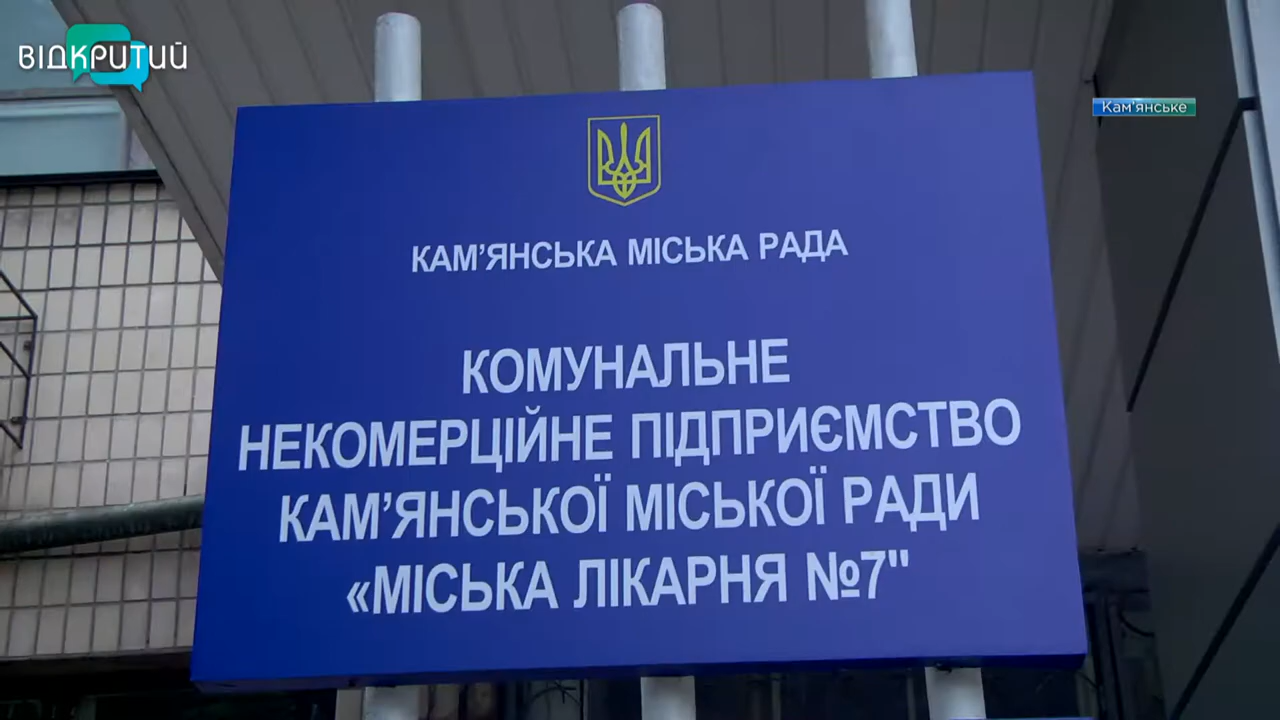 ВІДКРИТИЙ
Кам'янське
КАМ'ЯНСЬКА МІСЬКА РАДА
КОМУНАЛЬНЕ
НЕКОМЕРЦІЙНЕ ПІДПРИЄМСТВО
КАМ'ЯНСЬКОЇ МІСЬКОЇ РАДИ
«МІСЬКА ЛІКАРНЯ №7"